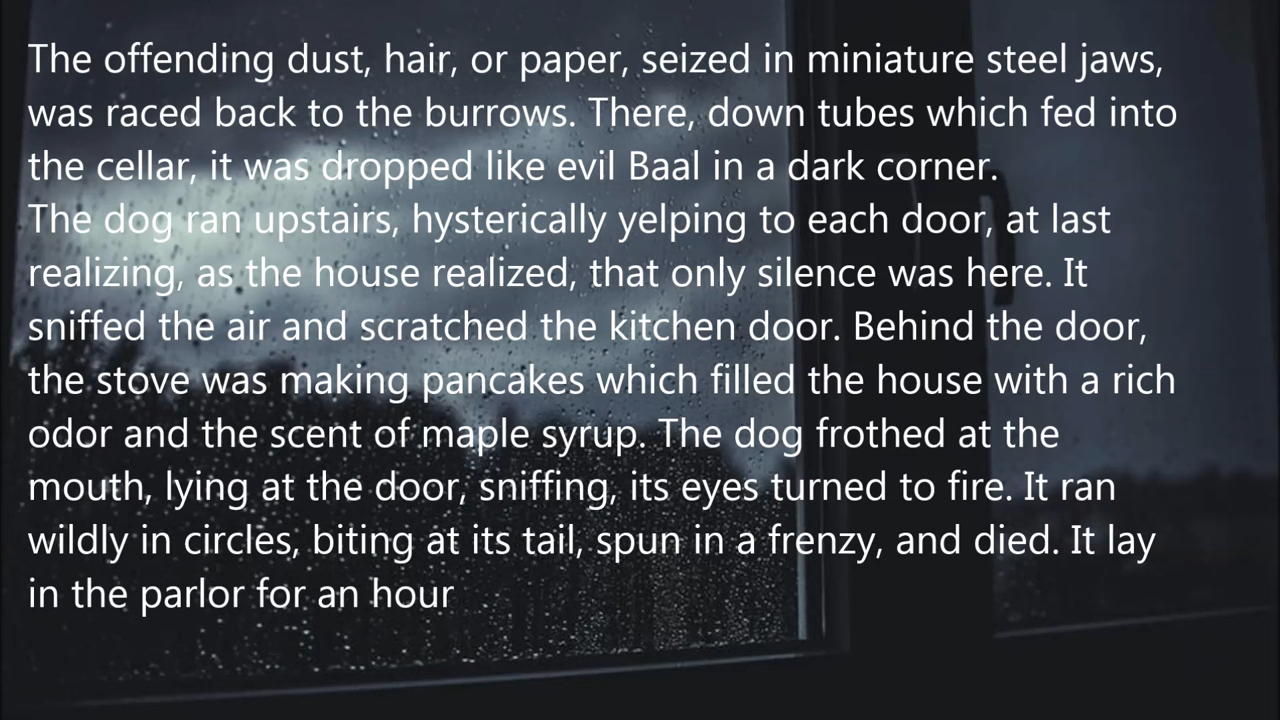 The offending dust, hair, or paper, seized in miniature steel jaws,
was raced back to the burrows. There, down tubes which fed into
the cellar, it was dropped like evil Baal in a dark corner.
The dog ran upstairs, hysterically yelping to each door, at last
realizing, as the house realized, that only silence was here. It
sniffed the air and scratched the kitchen door. Behind the door,
the stove was making pancakes which filled the house with a rich
odor and the scent of maple syrup. The dog frothed at the
mouth, lying at the door, sniffing, its eyes turned to fire. It ran
wildly in circles, biting at its tail, spun in a frenzy, and died. It lay
in the parlor for an hour